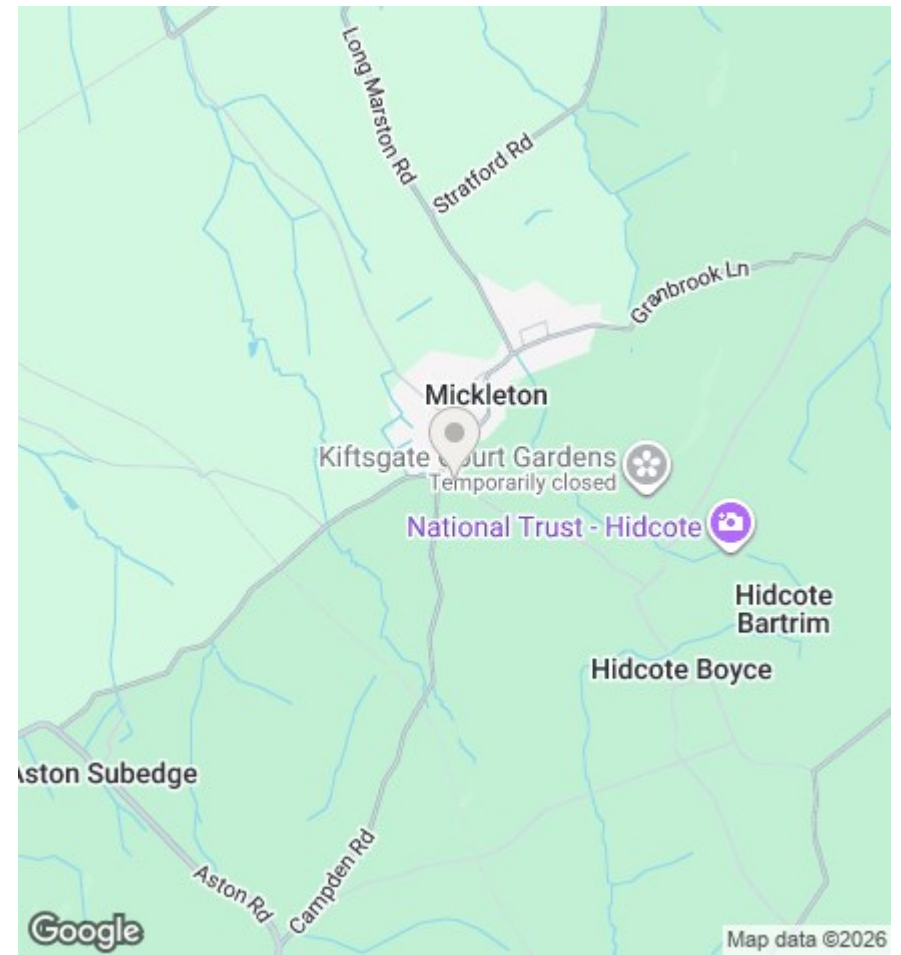 Long Marston Rd
Stratford Rd
Granbrook Ln
Mickleton
Kiftsgate Court Gardens
Temporarily closed
National Trust - Hidcote
Hidcote
Bartrim
Hidcote Boyce
Aston Subedge
Aston Rd
Campden Rd
Google
Map data ©2026